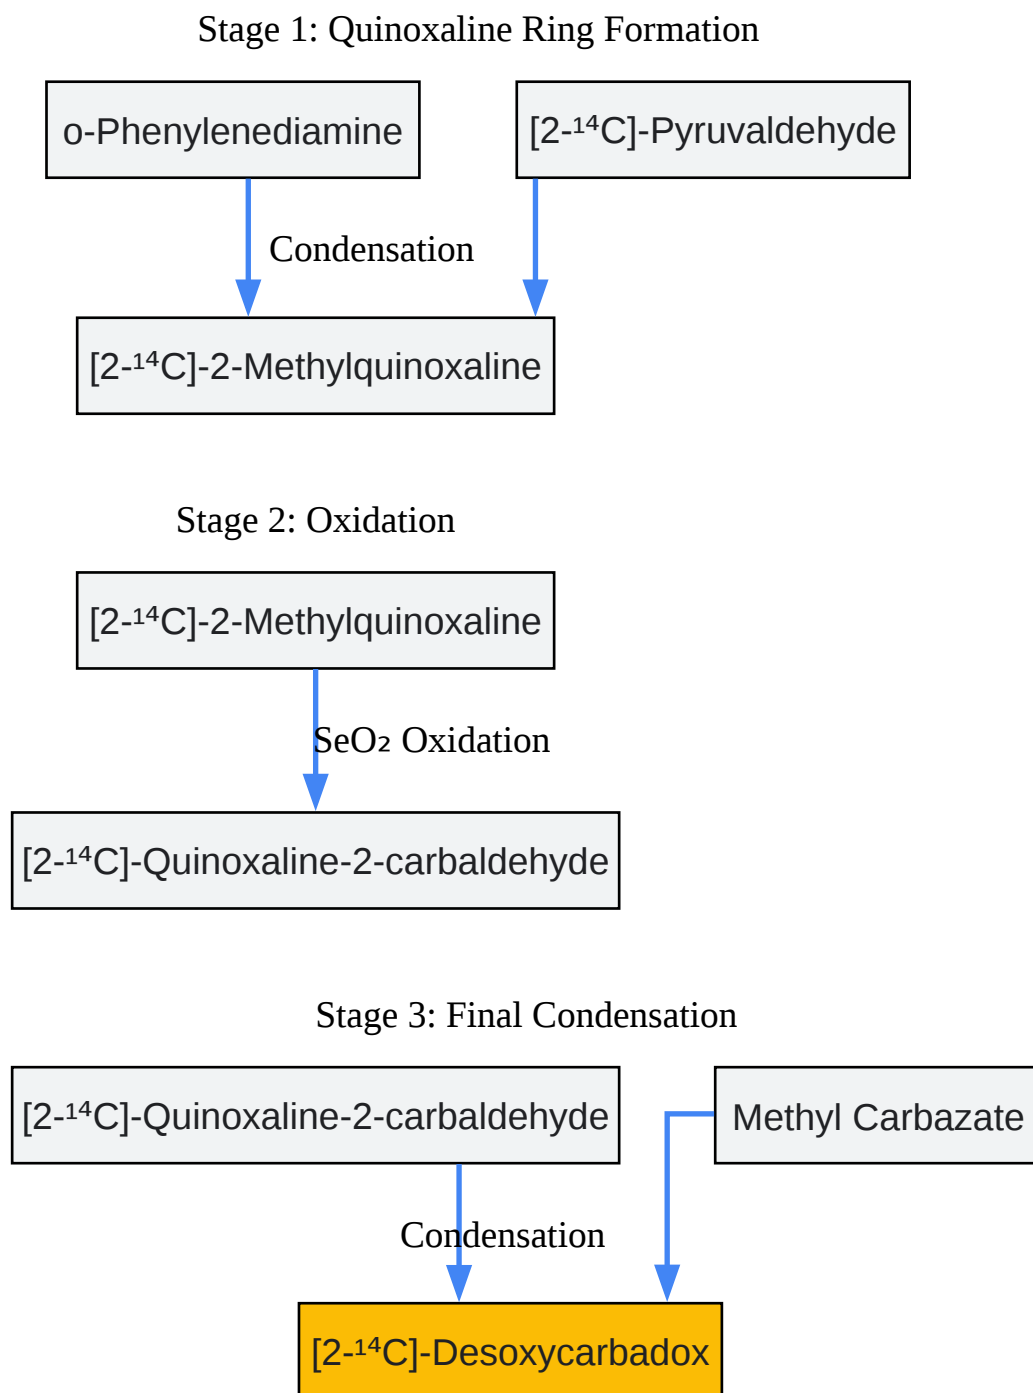 Stage 1: Quinoxaline Ring Formation
o-Phenylenediamine
[2-¹⁴C]-Pyruvaldehyde
Condensation
[2-¹⁴C]-2-Methylquinoxaline
Stage 2: Oxidation
[2-¹⁴C]-2-Methylquinoxaline
SeO₂ Oxidation
[2-¹⁴C]-Quinoxaline-2-carbaldehyde
Stage 3: Final Condensation
[2-¹⁴C]-Quinoxaline-2-carbaldehyde
Methyl Carbazate
Condensation
[2-¹⁴C]-Desoxycarbadox